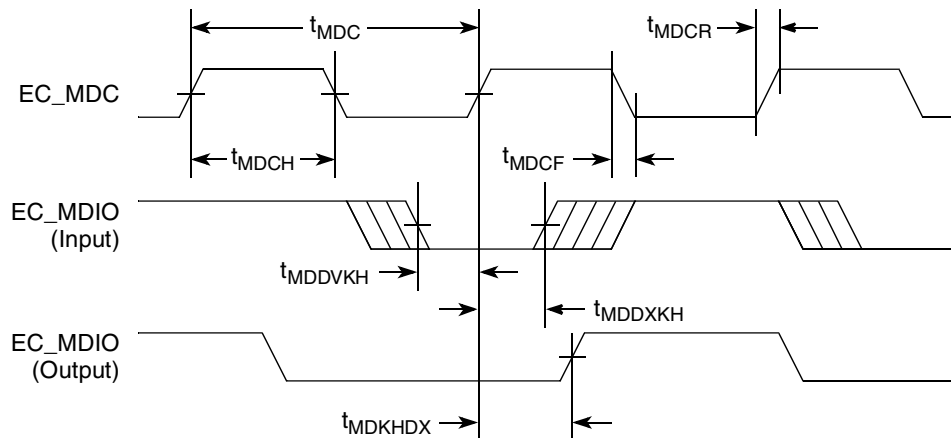 tMDC
tMDCR
EC_MDC
tMDCH
tMDCF
EC_MDIO
(Input)
tMDDVKH
tMDDXKH
EC_MDIO
(Output)
tMDKHDX